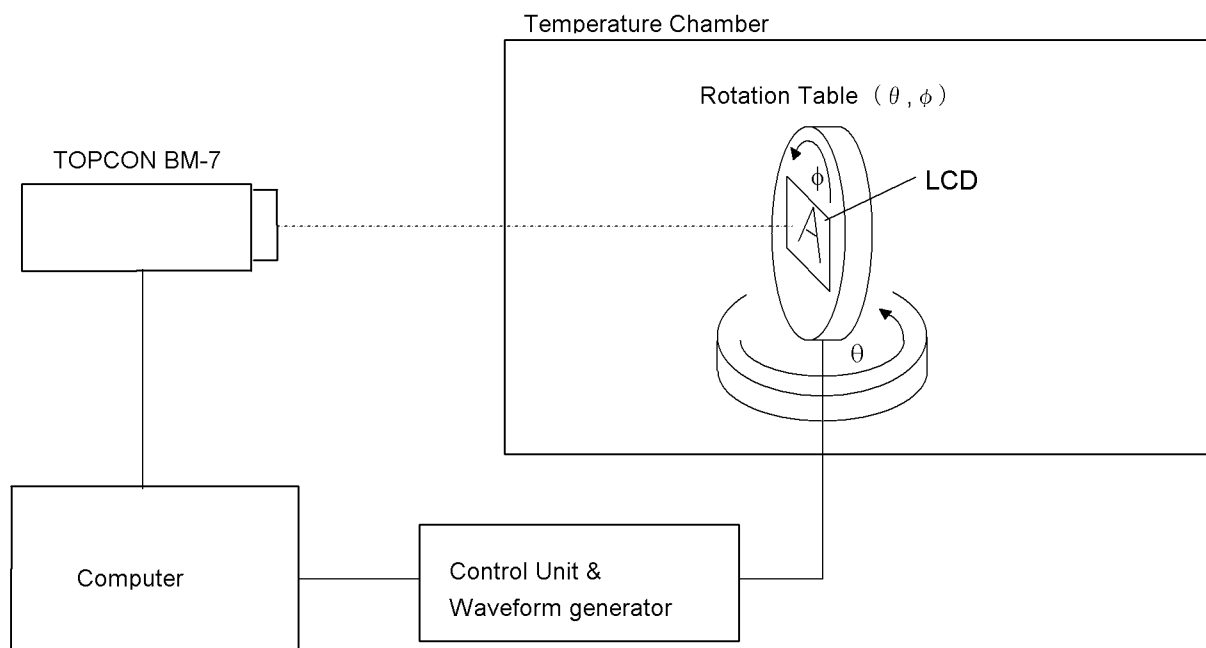 Temperature Chamber
Rotation Table (θ, φ)
TOPCON BM-7
φ
LCD
A
θ
Computer
Control Unit &
Waveform generator